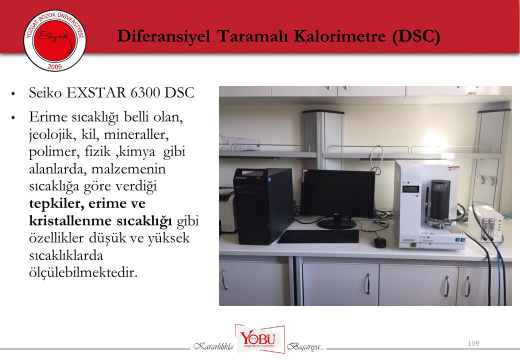 Diferansiyel Taramalı Kalorimetre (DSC)
YOZGAT BOZOK ÜNİVERSİTESİ
Bozok
2006
• Seiko EXSTAR 6300 DSC
• Erime sıcaklığı belli olan,
jeolojik, kil, mineraller,
polimer, fizik ,kimya gibi
alanlarda, malzemenin
sıcaklığa göre verdiği
tepkiler, erime ve
kristallenme sıcaklığı gibi
özellikler düşük ve yüksek
sıcaklıklarda
ölçülebilmektedir.
Kararlılıkla
YOBÜ
Başarıya...
109